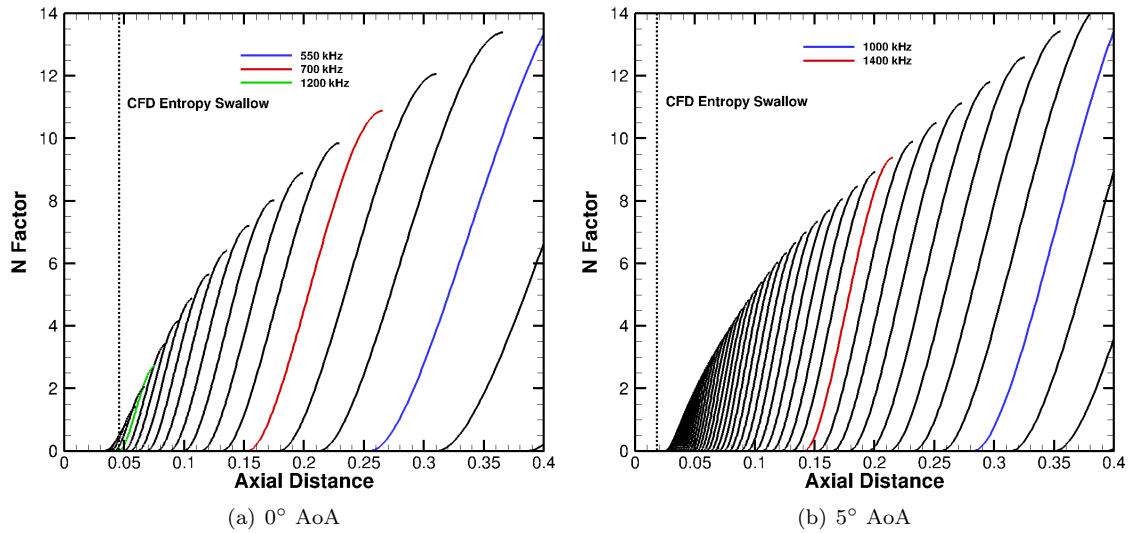 14
12
10
8
6
4
2
0
N Factor
550 kHz
700 kHz
1200 kHz
CFD Entropy Swallow
0 0.05 0.1 0.15 0.2 0.25 0.3 0.35 0.4
Axial Distance
(a) 0° AoA
14
12
10
8
6
4
2
0
N Factor
1000 kHz
1400 kHz
CFD Entropy Swallow
0 0.05 0.1 0.15 0.2 0.25 0.3 0.35 0.4
Axial Distance
(b) 5° AoA